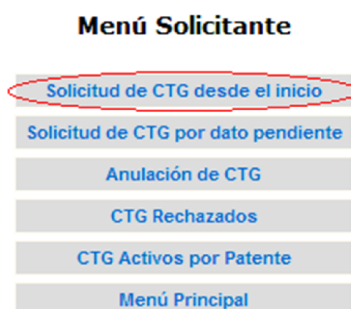 Menú Solicitante
Solicitud de CTG desde el inicio
Solicitud de CTG por dato pendiente
Anulación de CTG
CTG Rechazados
CTG Activos por Patente
Menú Principal